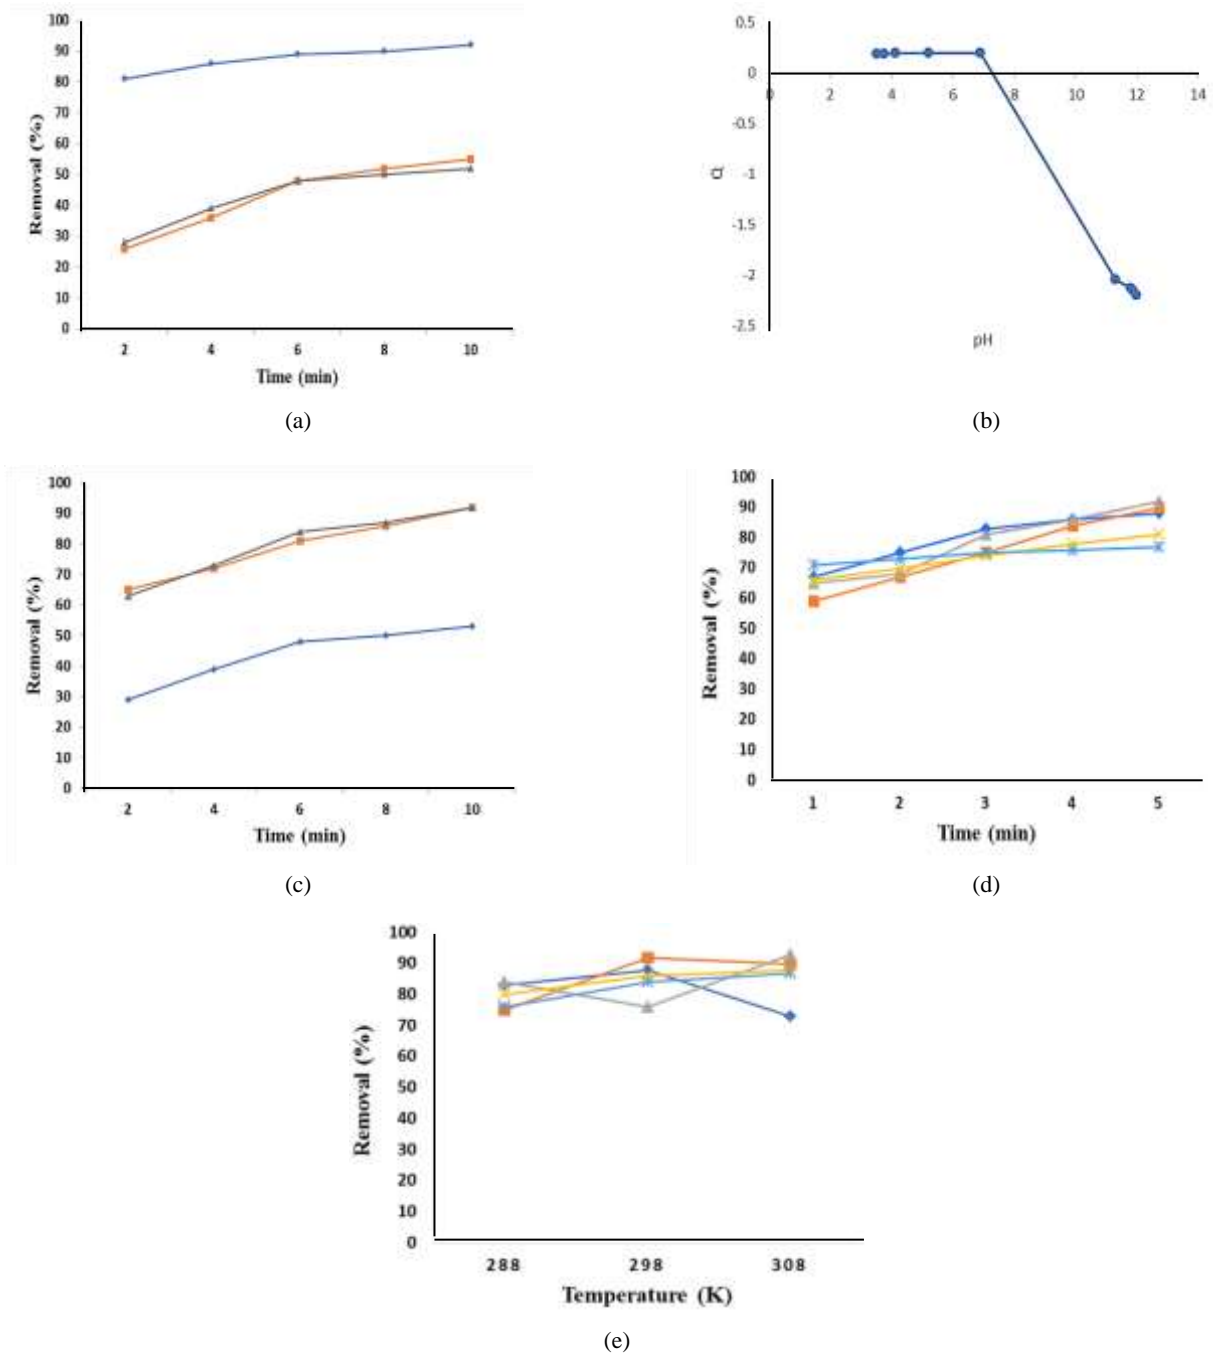 100
90
80
70
60
50
40
30
20
10
0
2 4 6 8 10
Removal (%)
Time (min)
(a)
0.5
0
-0.5
-1
-1.5
-2
-2.5
0 2 4 6 8 10 12 14
Q
pH
(b)
100
90
80
70
60
50
40
30
20
10
0
2 4 6 8 10
Removal (%)
Time (min)
(c)
100
90
80
70
60
50
40
30
20
10
0
1 2 3 4 5
Removal (%)
Time (min)
(d)
100
90
80
70
60
50
40
30
20
10
0
288 298 308
Removal (%)
Temperature (K)
(e)